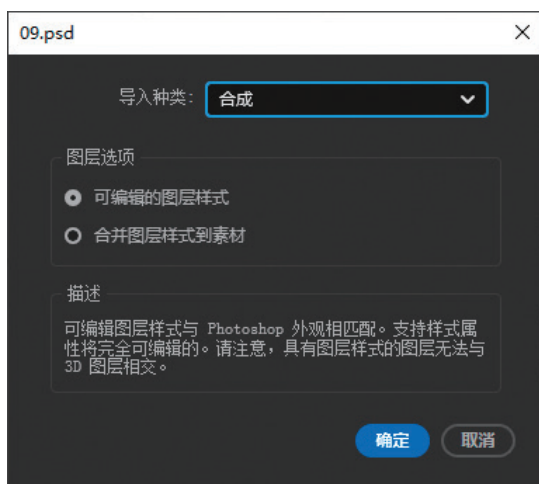 09.psd
导入种类：
合成
图层选项
可编辑的图层样式
合并图层样式到素材
描述
可编辑图层样式与 Photoshop 外观相匹配。支持样式属
性将完全可编辑的。请注意，具有图层样式的图层无法与
3D 图层相交。
确定
取消